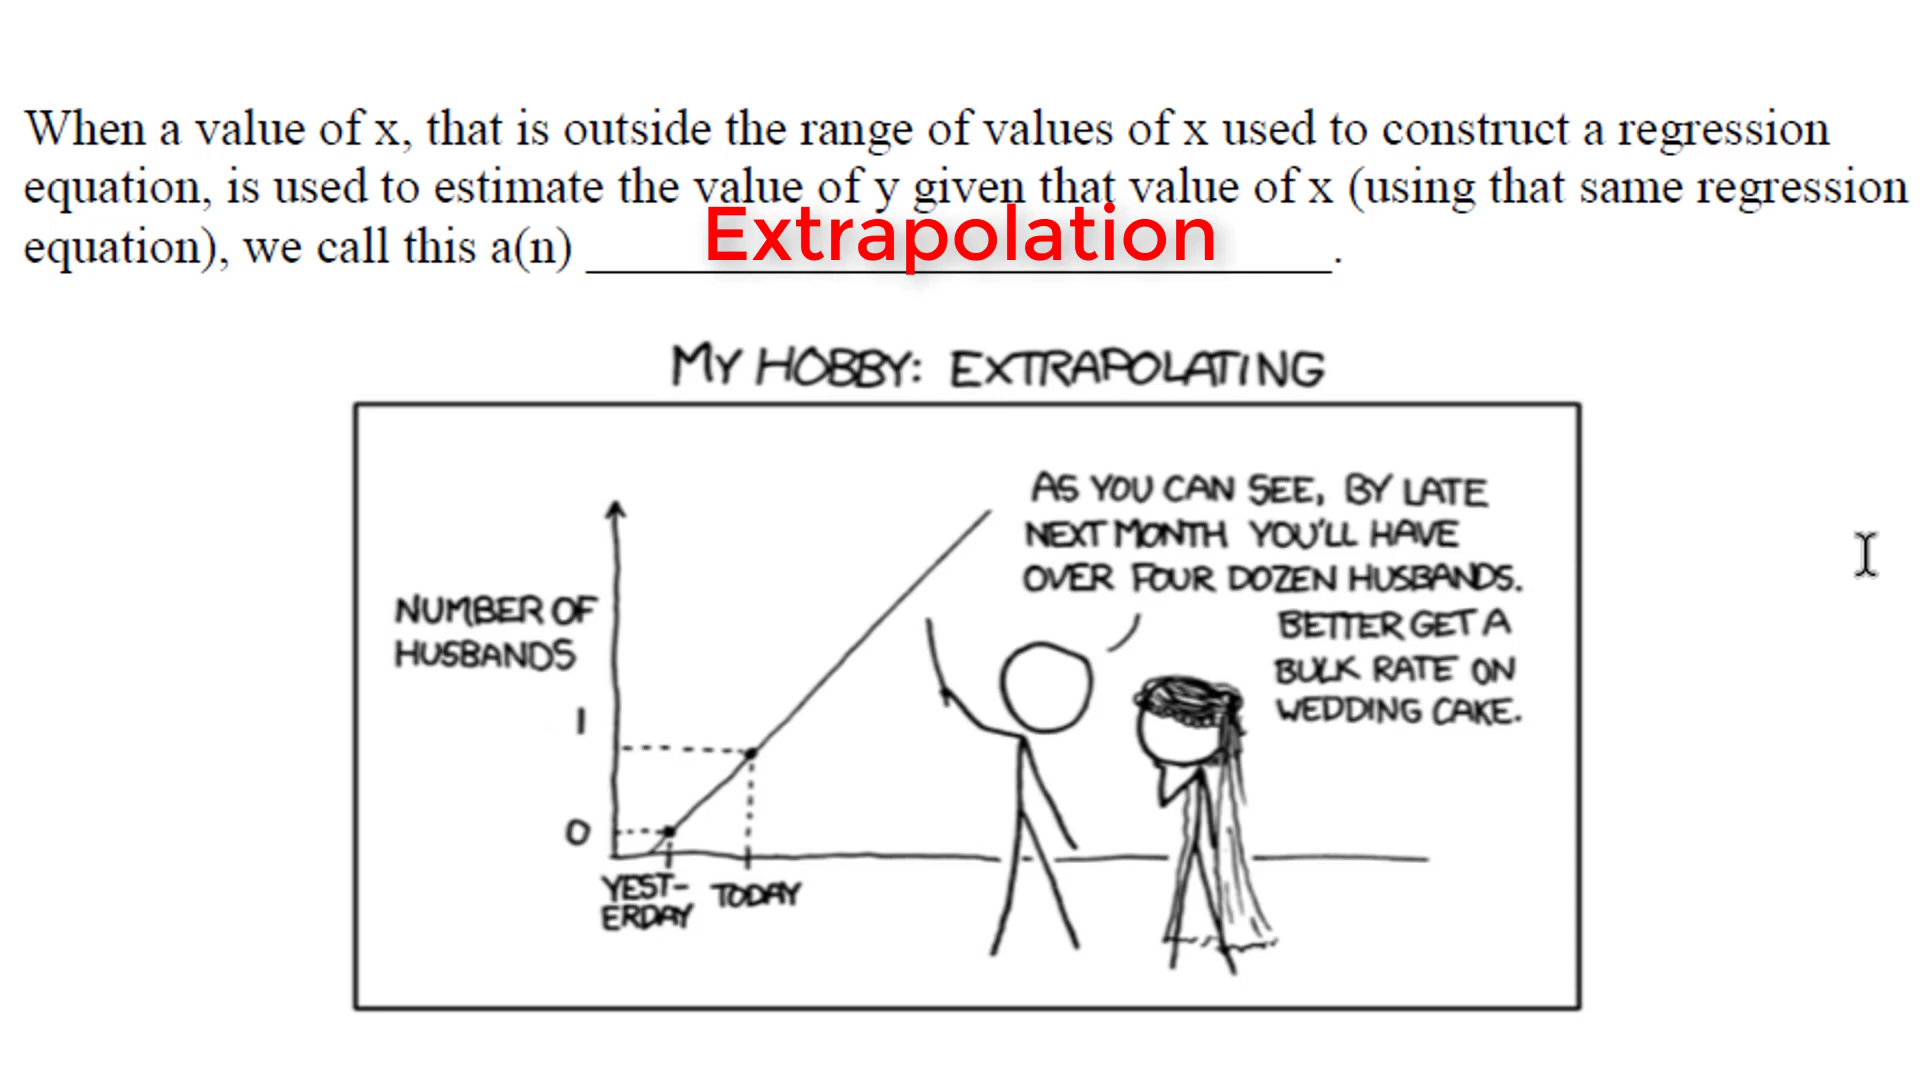 When a value of x, that is outside the range of values of x used to construct a regression
equation, is used to estimate the value of y given that value of x (using that same regression
equation), we call this a(n) Extrapolation.
MY HOBBY: EXTRAPOLATING
AS YOU CAN SEE, BY LATE
NEXT MONTH YOU'LL HAVE
OVER FOUR DOZEN HUSBANDS.
BETTER GET A
BULK RATE ON
WEDDING CAKE.
NUMBER OF
HUSBANDS
1
0
YEST-
ERDAY
TODAY